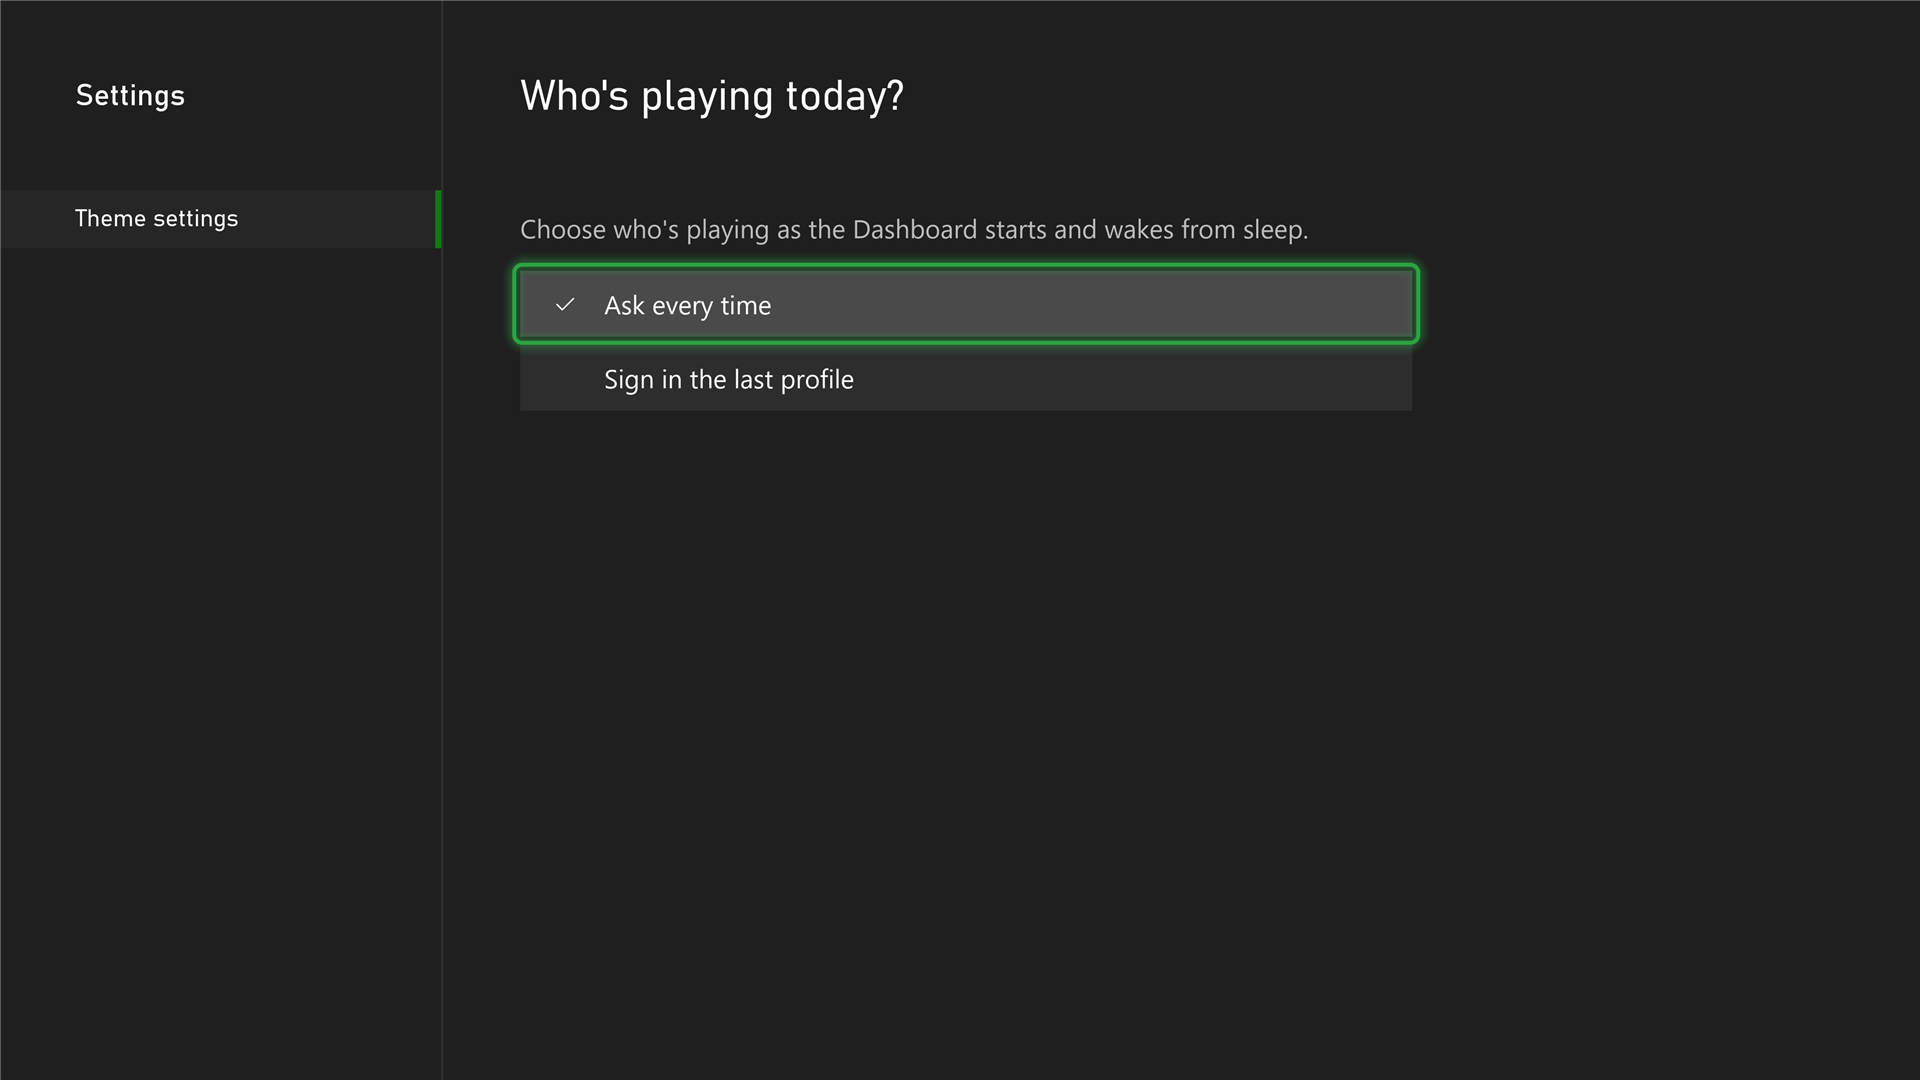 Settings
Theme settings
Who's playing today?
Choose who's playing as the Dashboard starts and wakes from sleep.
Ask every time
Sign in the last profile